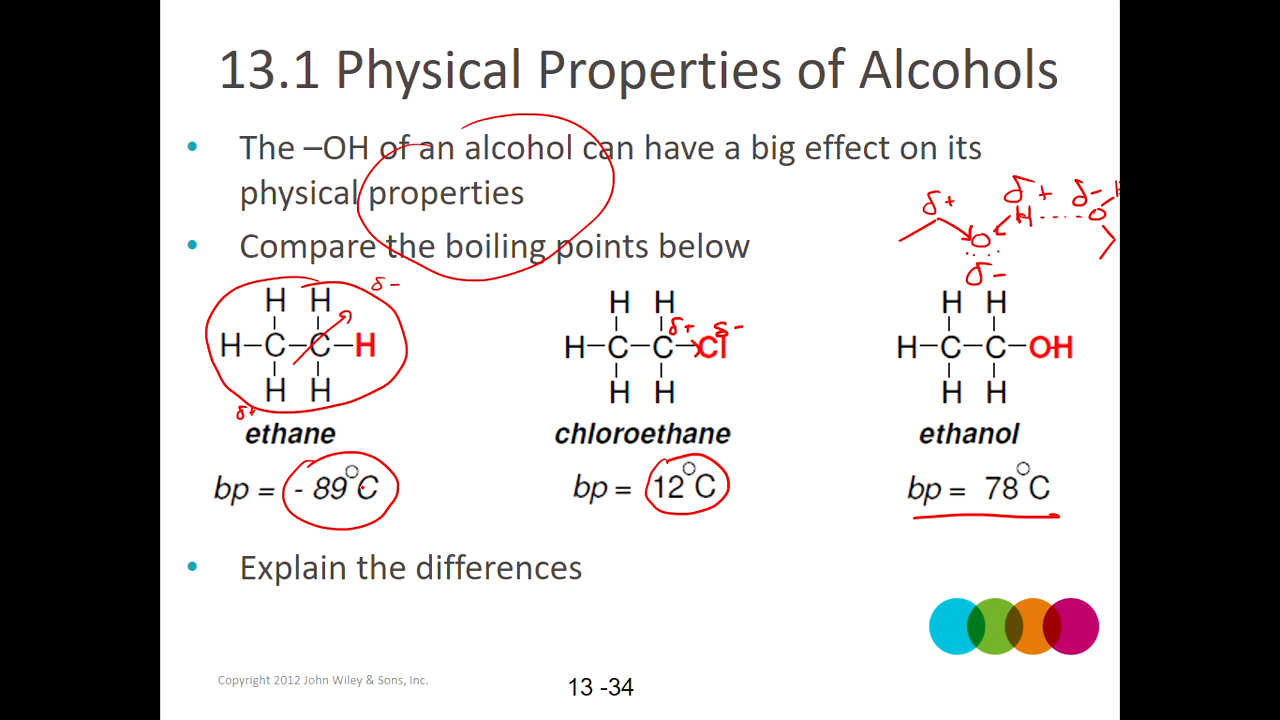 13.1 Physical Properties of Alcohols
• The –OH of an alcohol can have a big effect on its
physical properties
• Compare the boiling points below
δ+ δ+ δ- H
H O
O
δ-
H H δ-
H–C–C–H
H H
δ+
ethane
bp = - 89°C
H H
δ+ δ-
H–C–C–Cl
H H
chloroethane
bp = 12°C
H H
H–C–C–OH
H H
ethanol
bp = 78°C
• Explain the differences
Copyright 2012 John Wiley & Sons, Inc.
13 -34